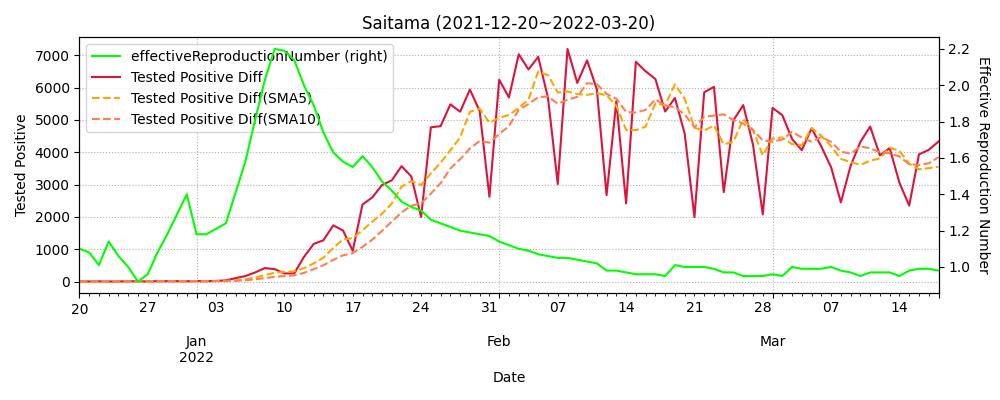 Saitama (2021-12-20~2022-03-20)
effectiveReproductionNumber (right)
Tested Positive Diff
Tested Positive Diff(SMA5)
Tested Positive Diff(SMA10)
Tested Positive
7000
6000
5000
4000
3000
2000
1000
0
Effective Reproduction Number
2.2
2.0
1.8
1.6
1.4
1.2
1.0
20 27 03 10 17 24 31 07 14 21 28 07 14
Jan Feb Mar
2022
Date